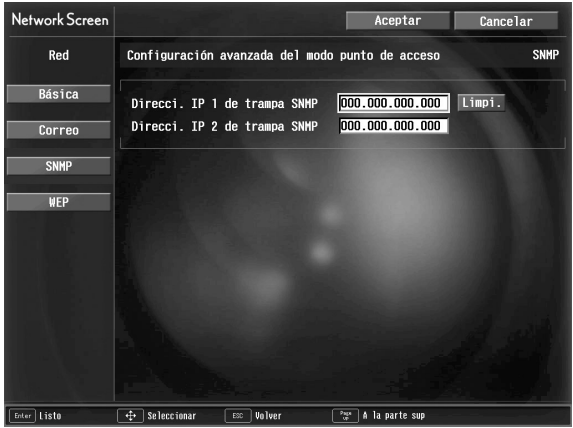 Network Screen
Aceptar
Cancelar
Red
Configuración avanzada del modo punto de acceso
SNMP
Básica
Direcci. IP 1 de trampa SNMP
000.000.000.000
Limpi.
Direcci. IP 2 de trampa SNMP
000.000.000.000
Correo
SNMP
WEP
Enter Listo
Seleccionar
ESC Volver
Page up A la parte sup